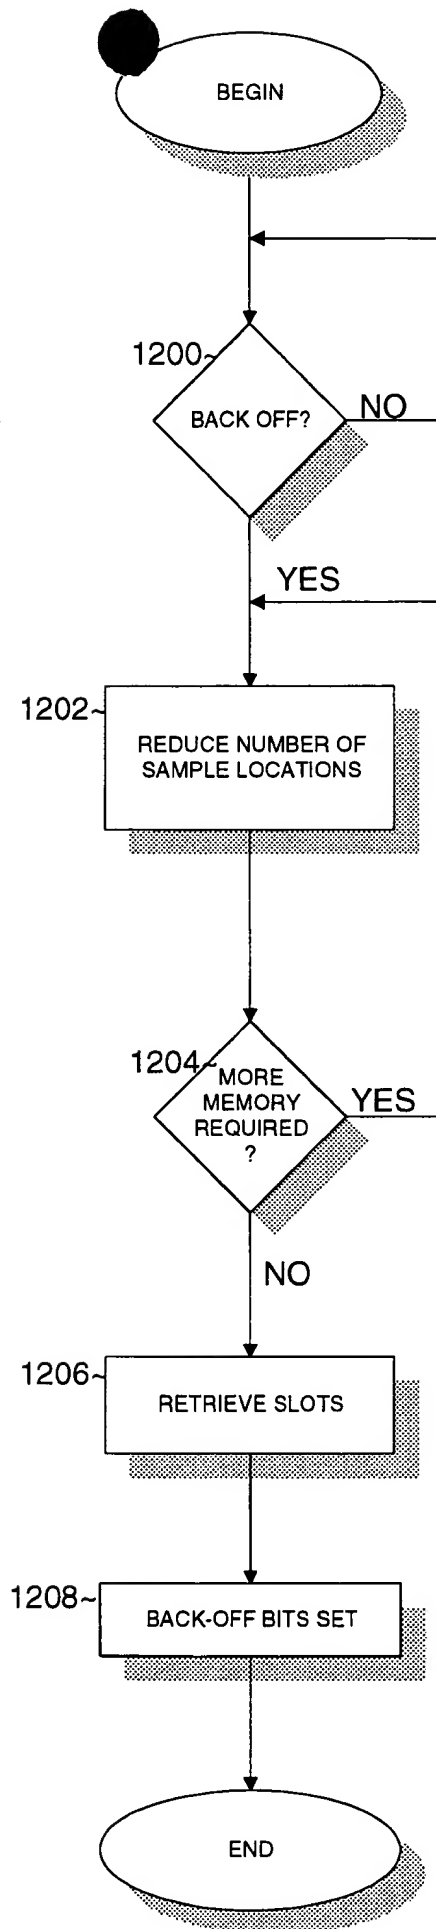 BEGIN
1200~
BACK OFF?
NO
YES
1202~
REDUCE NUMBER OF
SAMPLE LOCATIONS
1204~
MORE
MEMORY
REQUIRED
?
YES
NO
1206~
RETRIEVE SLOTS
1208~
BACK-OFF BITS SET
END